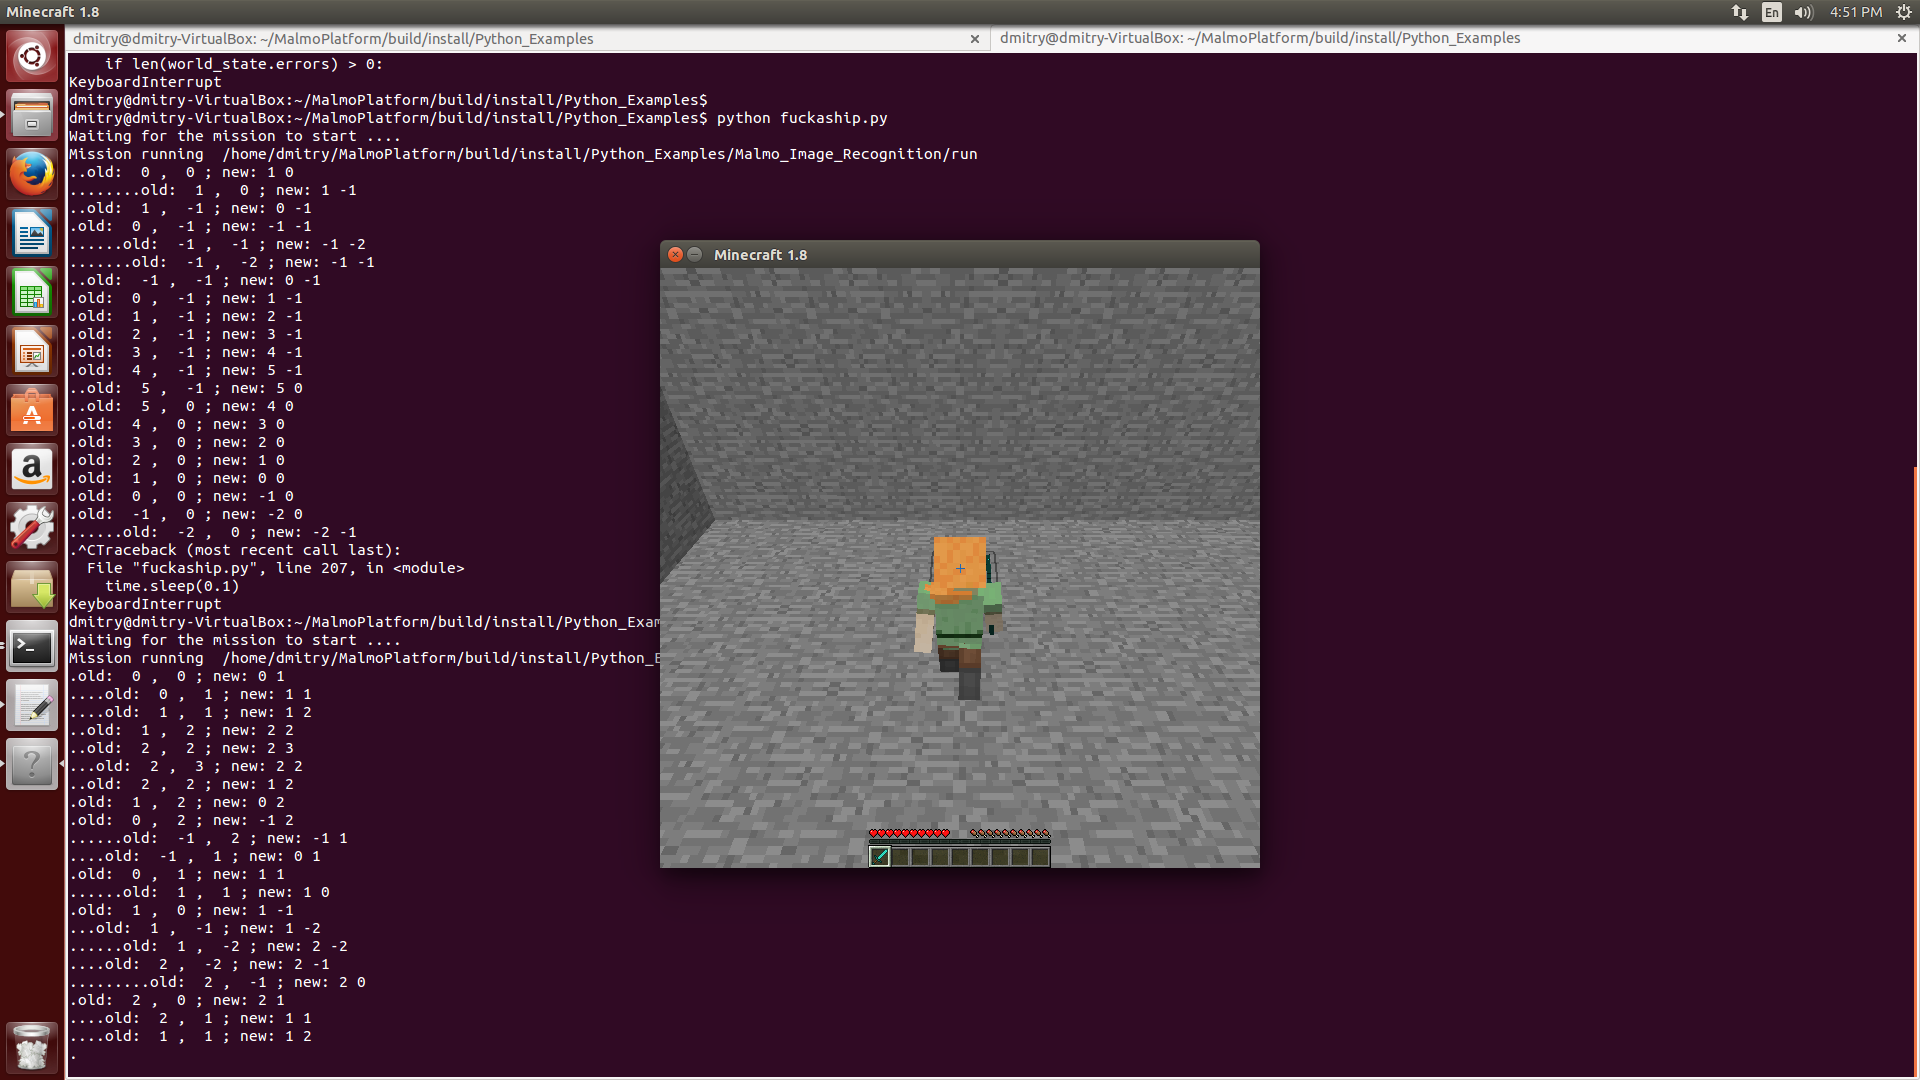 Minecraft 1.8
En
4:51 PM
dmitry@dmitry-VirtualBox: ~/MalmoPlatform/build/install/Python_Examples
dmitry@dmitry-VirtualBox: ~/MalmoPlatform/build/install/Python_Examples
if len(world_state.errors) > 0:
KeyboardInterrupt
dmitry@dmitry-VirtualBox:~/MalmoPlatform/build/install/Python_Examples$
dmitry@dmitry-VirtualBox:~/MalmoPlatform/build/install/Python_Examples$ python fuckaship.py
Waiting for the mission to start ....
Mission running  /home/dmitry/MalmoPlatform/build/install/Python_Examples/Malmo_Image_Recognition/run
..old:  0 ,  0 ; new: 1 0
........old:  1 ,  0 ; new: 1 -1
..old:  1 ,  -1 ; new: 0 -1
.old:  0 ,  -1 ; new: -1 -1
......old:  -1 ,  -1 ; new: -1 -2
.......old:  -1 ,  -2 ; new: -1 -1
..old:  -1 ,  -1 ; new: 0 -1
.old:  0 ,  -1 ; new: 1 -1
.old:  1 ,  -1 ; new: 2 -1
.old:  2 ,  -1 ; new: 3 -1
.old:  3 ,  -1 ; new: 4 -1
.old:  4 ,  -1 ; new: 5 -1
..old:  5 ,  -1 ; new: 5 0
..old:  5 ,  0 ; new: 4 0
.old:  4 ,  0 ; new: 3 0
.old:  3 ,  0 ; new: 2 0
.old:  2 ,  0 ; new: 1 0
.old:  1 ,  0 ; new: 0 0
.old:  0 ,  0 ; new: -1 0
.old:  -1 ,  0 ; new: -2 0
......old:  -2 ,  0 ; new: -2 -1
.^CTraceback (most recent call last):
File "fuckaship.py", line 207, in <module>
time.sleep(0.1)
KeyboardInterrupt
dmitry@dmitry-VirtualBox:~/MalmoPlatform/build/install/Python_Exam
Waiting for the mission to start ....
Mission running  /home/dmitry/MalmoPlatform/build/install/Python_E
.old:  0 ,  0 ; new: 0 1
....old:  0 ,  1 ; new: 1 1
....old:  1 ,  1 ; new: 1 2
..old:  1 ,  2 ; new: 2 2
..old:  2 ,  2 ; new: 2 3
...old:  2 ,  3 ; new: 2 2
..old:  2 ,  2 ; new: 1 2
.old:  1 ,  2 ; new: 0 2
.old:  0 ,  2 ; new: -1 2
......old:  -1 ,  2 ; new: -1 1
....old:  -1 ,  1 ; new: 0 1
.old:  0 ,  1 ; new: 1 1
......old:  1 ,  1 ; new: 1 0
.old:  1 ,  0 ; new: 1 -1
...old:  1 ,  -1 ; new: 1 -2
......old:  1 ,  -2 ; new: 2 -2
....old:  2 ,  -2 ; new: 2 -1
.........old:  2 ,  -1 ; new: 2 0
.old:  2 ,  0 ; new: 2 1
....old:  2 ,  1 ; new: 1 1
....old:  1 ,  1 ; new: 1 2
.
Minecraft 1.8